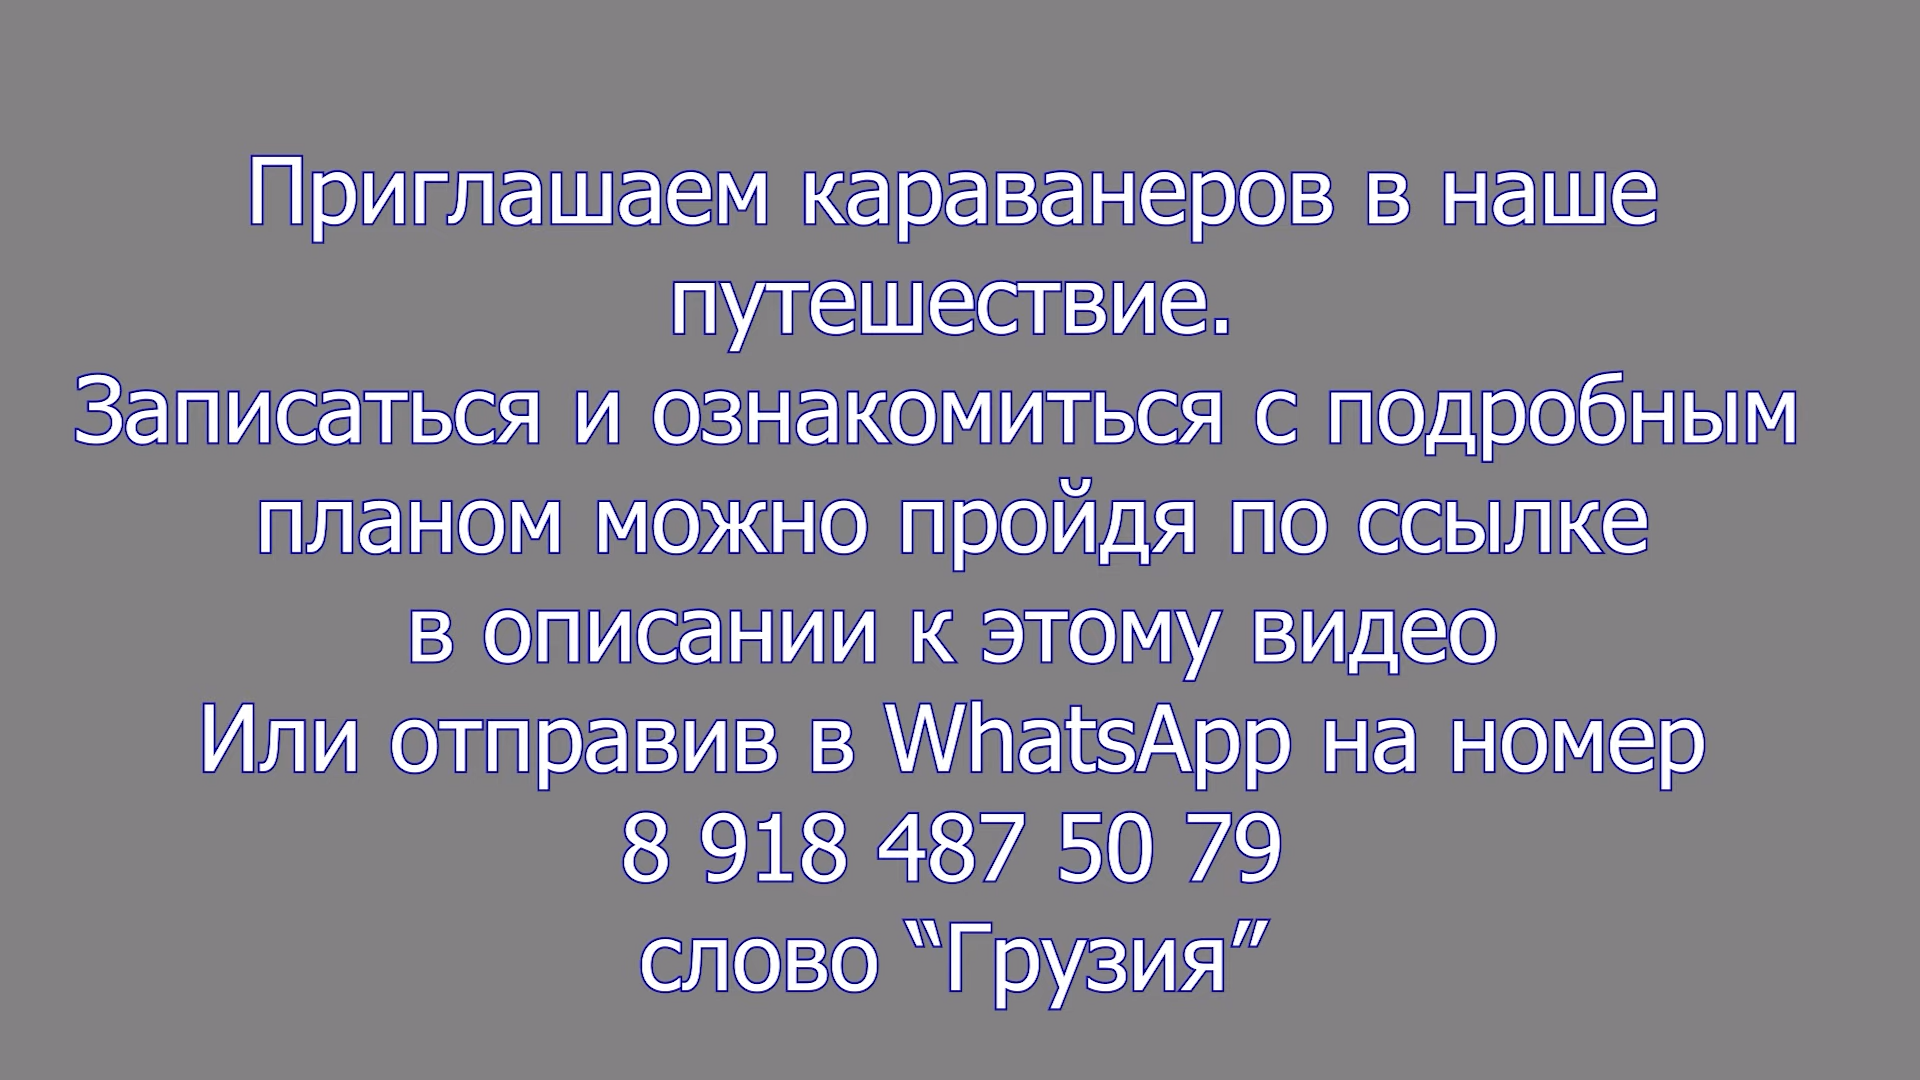 Приглашаем караванеров в наше
путешествие.
Записаться и ознакомиться с подробным
планом можно пройдя по ссылке
в описании к этому видео
Или отправив в WhatsApp на номер
8 918 487 50 79
слово “Грузия”